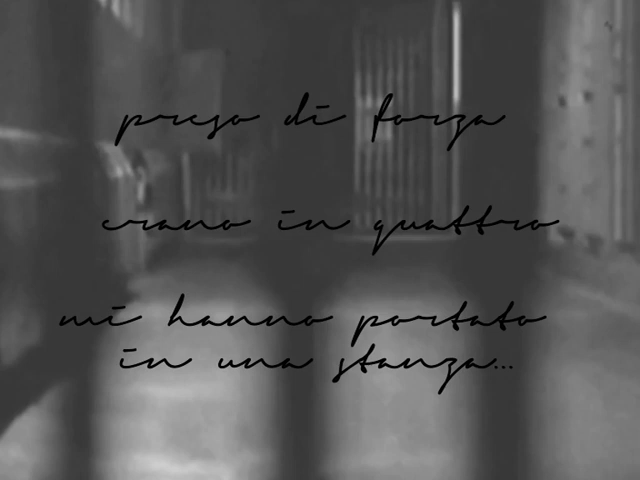 preso di forza
erano in quattro
mi hanno portato
in una stanza...